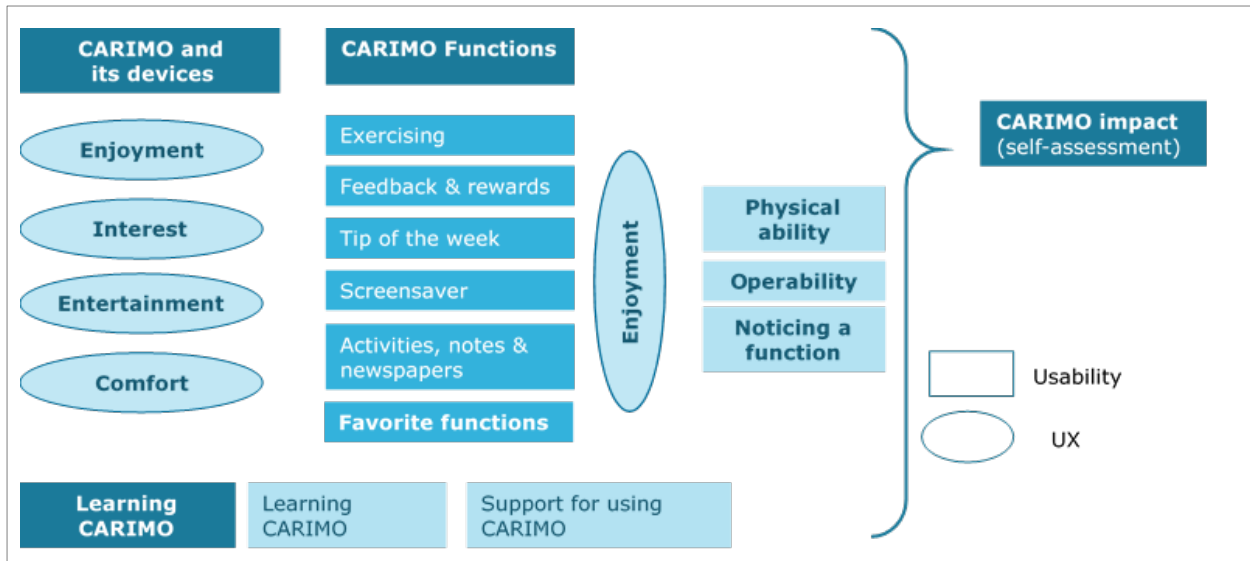 CARIMO and
its devices
Enjoyment
Interest
Entertainment
Comfort
CARIMO Functions
Exercising
Feedback & rewards
Tip of the week
Screensaver
Activities, notes &
newspapers
Favorite functions
Enjoyment
Physical
ability
Operability
Noticing a
function
CARIMO impact
(self-assessment)
Usability
UX
Learning
CARIMO
Learning
CARIMO
Support for using
CARIMO